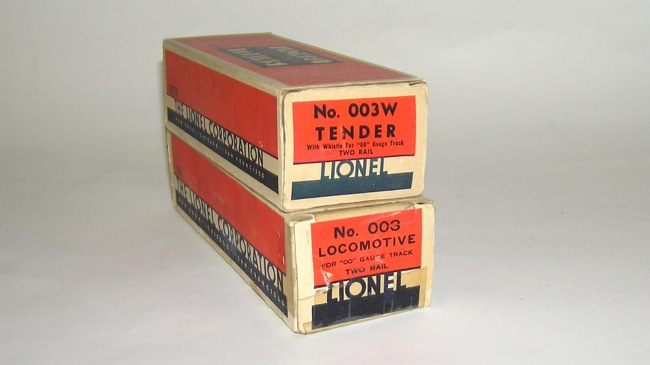 No. 003W
TENDER
With Whistle For "00" Gauge Track
TWO RAIL
LIONEL
THE LIONEL CORPORATION
No. 003
LOCOMOTIVE
FOR "00" GAUGE TRACK
TWO RAIL
LIONEL
THE LIONEL CORPORATION